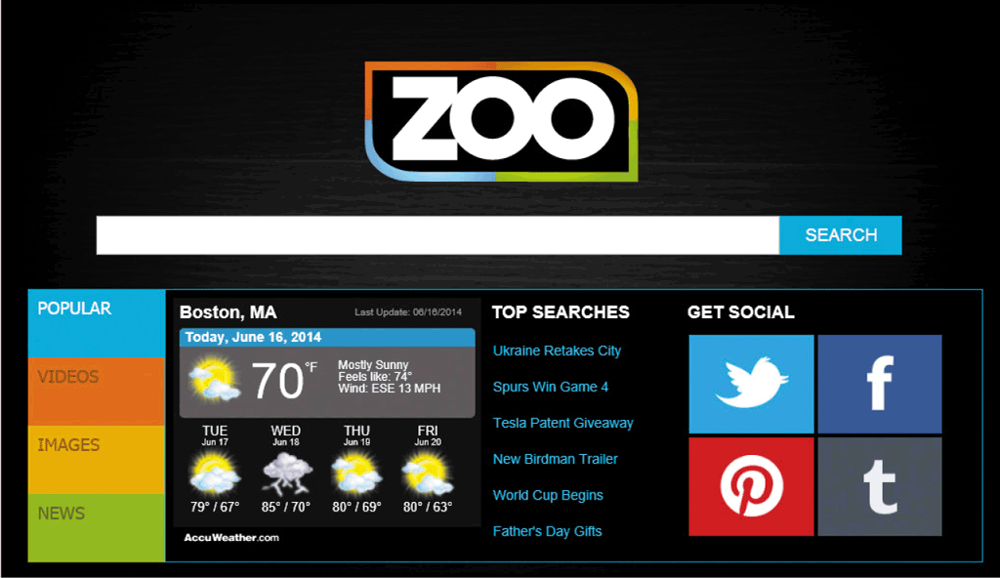 ZOO
SEARCH
POPULAR
VIDEOS
IMAGES
NEWS
Boston, MA
Last Update: 06/16/2014
Today, June 16, 2014
70°F
Mostly Sunny
Feels like: 74°
Wind: ESE 13 MPH
TUE WED THU FRI
Jun 17 Jun 18 Jun 19 Jun 20
79° / 67° 85° / 70° 80° / 69° 80° / 63°
AccuWeather.com
TOP SEARCHES
Ukraine Retakes City
Spurs Win Game 4
Tesla Patent Giveaway
New Birdman Trailer
World Cup Begins
Father's Day Gifts
GET SOCIAL
f
t